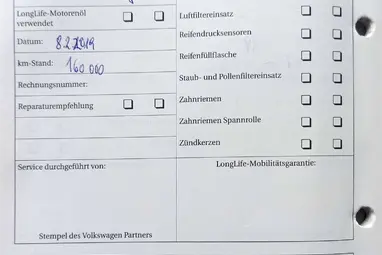 LongLife-Motorenöl
verwendet
Luftfiltereinsatz
Datum: 8.2.2019
Reifendrucksensoren
km-Stand: 160.000
Reifenfüllflasche
Rechnungsnummer:
Staub- und Pollenfiltereinsatz
Reparaturempfehlung
Zahnriemen
Zahnriemen Spannrolle
Zündkerzen
Service durchgeführt von:
LongLife-Mobilitätsgarantie:
Stempel des Volkswagen Partners